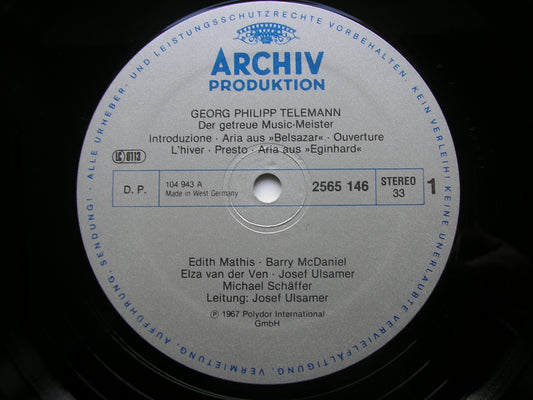 ALLE URHEBER- UND LEISTUNGSSCHUTZRECHTE VORBEHALTEN. · KEIN VERLEIH! KEINE UNERLAUBTE VERVIELFÄLTIGUNG, VERMIETUNG, AUFFÜHRUNG, SENDUNG! ·
ARCHIV
PRODUKTION
GEORG PHILIPP TELEMANN
Der getreue Music-Meister
Introduzione · Aria aus »Belsazar« · Ouverture
L'hiver · Presto · Aria aus »Eginhard«
LC 0113
D. P.
104 943 A
Made in West Germany
2565 146
STEREO
33
1
Edith Mathis · Barry McDaniel
Elza van der Ven · Josef Ulsamer
Michael Schäffer
Leitung: Josef Ulsamer
℗ 1967 Polydor International
GmbH